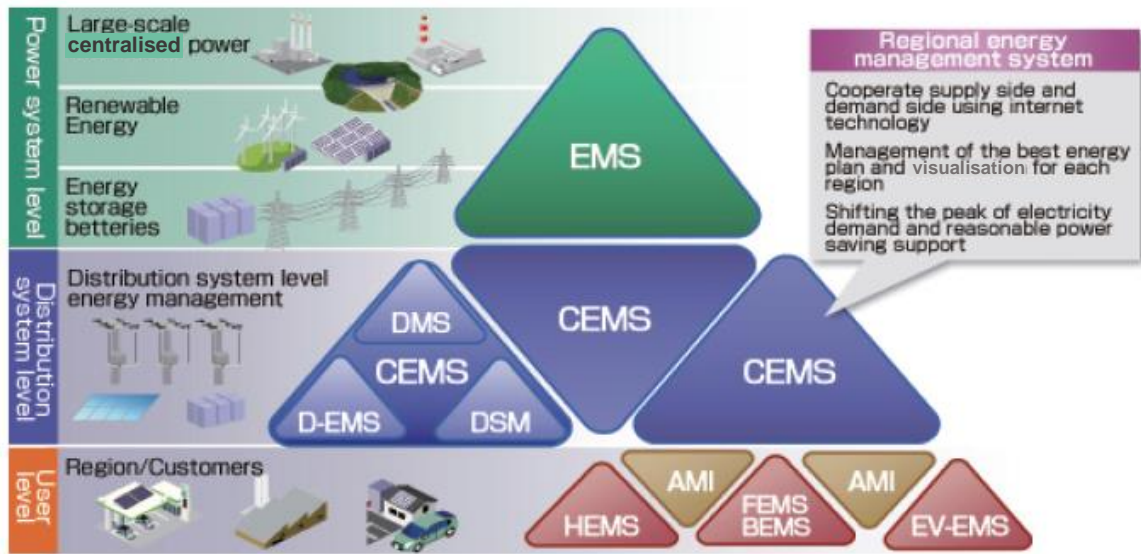 Power system level
Large-scale
centralised power
Renewable
Energy
Energy
storage
betteries
EMS
Regional energy
management system
Cooperate supply side and
demand side using internet
technology
Management of the best energy
plan and visualisation for each
region
Shifting the peak of electricity
demand and reasonable power
saving support
Distribution
system level
Distribution system level
energy management
DMS
CEMS
D-EMS
DSM
CEMS
CEMS
User
level
Region/Customers
HEMS
AMI
FEMS
BEMS
AMI
EV-EMS